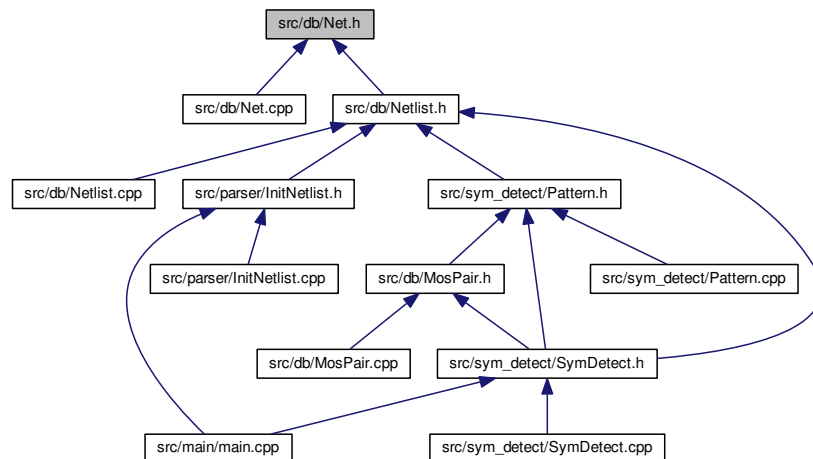 src/db/Net.h
src/db/Net.cpp
src/db/Netlist.h
src/db/Netlist.cpp
src/parser/InitNetlist.h
src/sym_detect/Pattern.h
src/parser/InitNetlist.cpp
src/db/MosPair.h
src/sym_detect/Pattern.cpp
src/db/MosPair.cpp
src/sym_detect/SymDetect.h
src/main/main.cpp
src/sym_detect/SymDetect.cpp